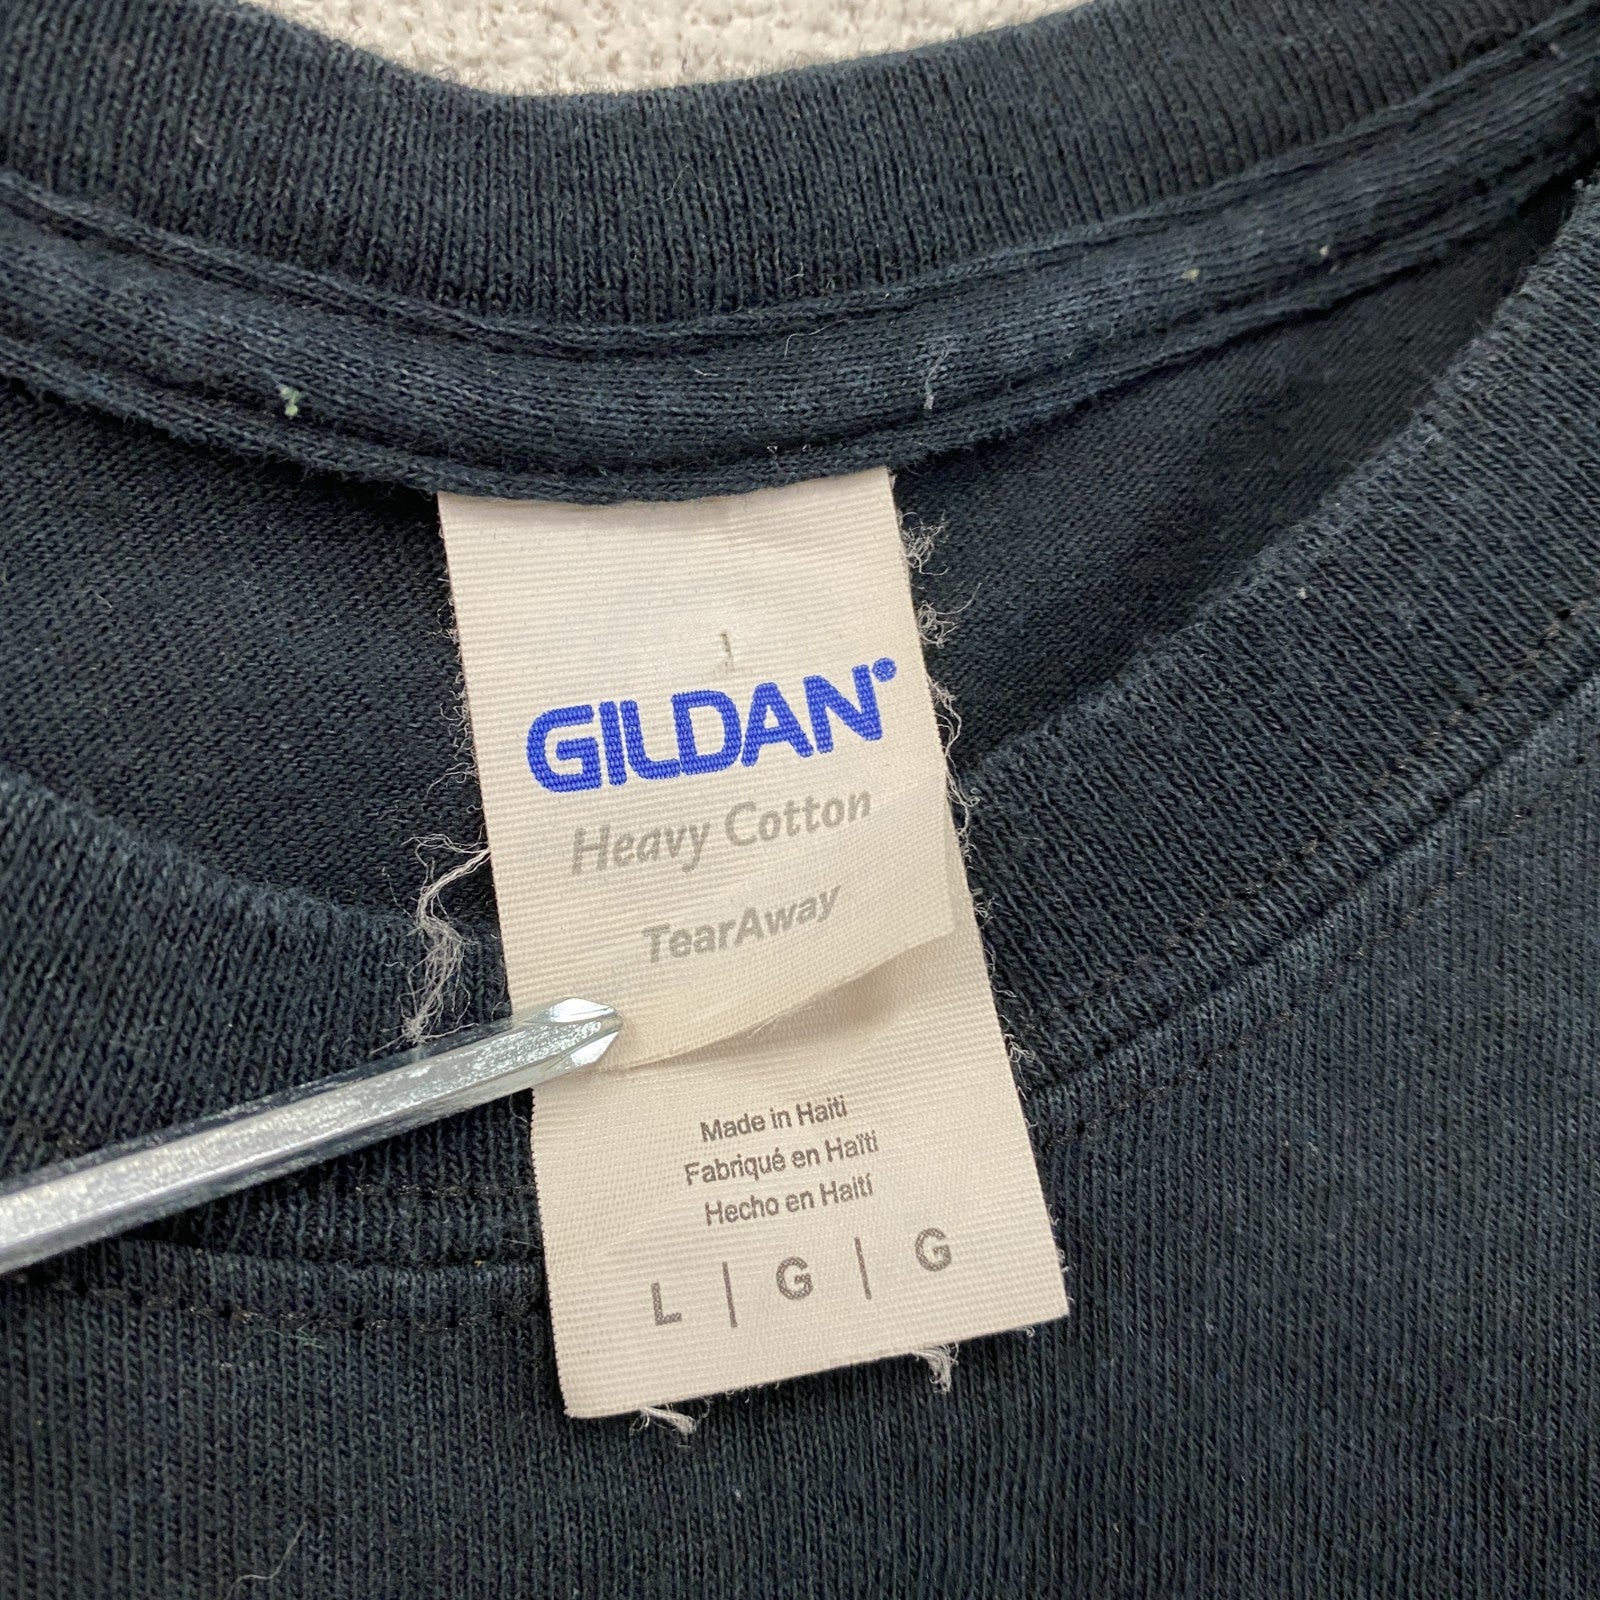 GILDAN
Heavy Cotton
TearAway
Made in Haiti
Fabriqué en Haïti
Hecho en Haití
L | G | G